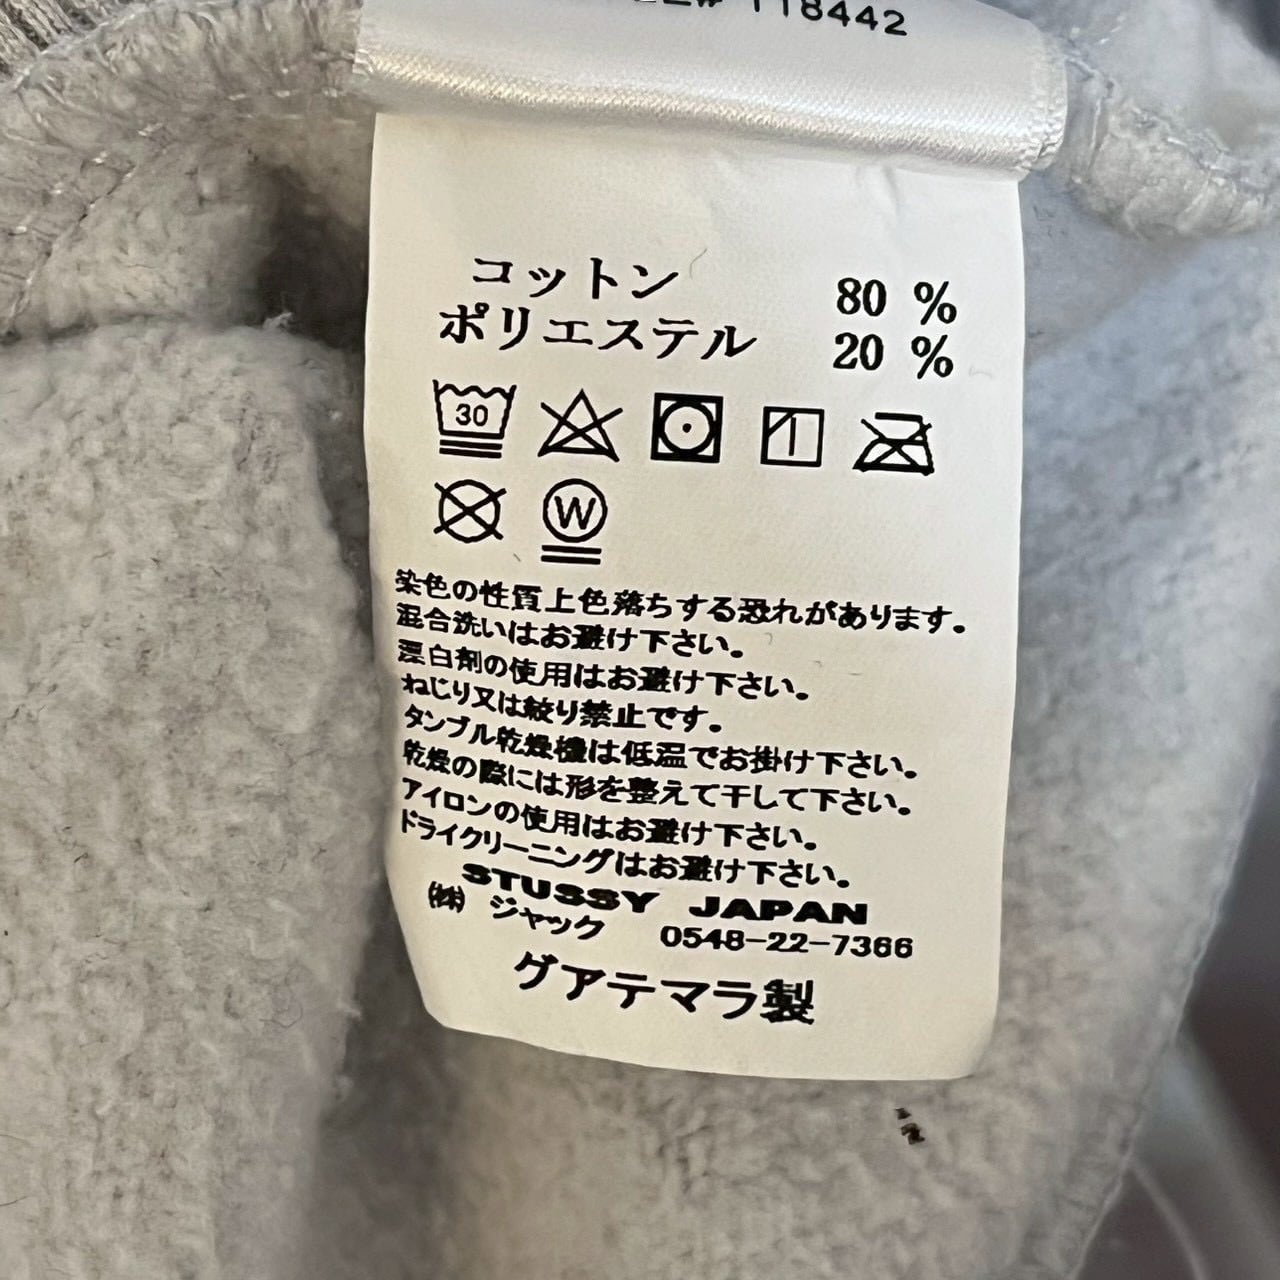 118442
コットン 80 %
ポリエステル 20 %
30
W
染色の性質上色落ちする恐れがあります。
混合洗いはお避け下さい。
漂白剤の使用はお避け下さい。
ねじり又は絞り禁止です。
タンブル乾燥機は低温でお掛け下さい。
乾燥の際には形を整えて干して下さい。
アイロンの使用はお避け下さい。
ドライクリーニングはお避け下さい。
STUSSY JAPAN
㈱ ジャック 0548-22-7366
グアテマラ製